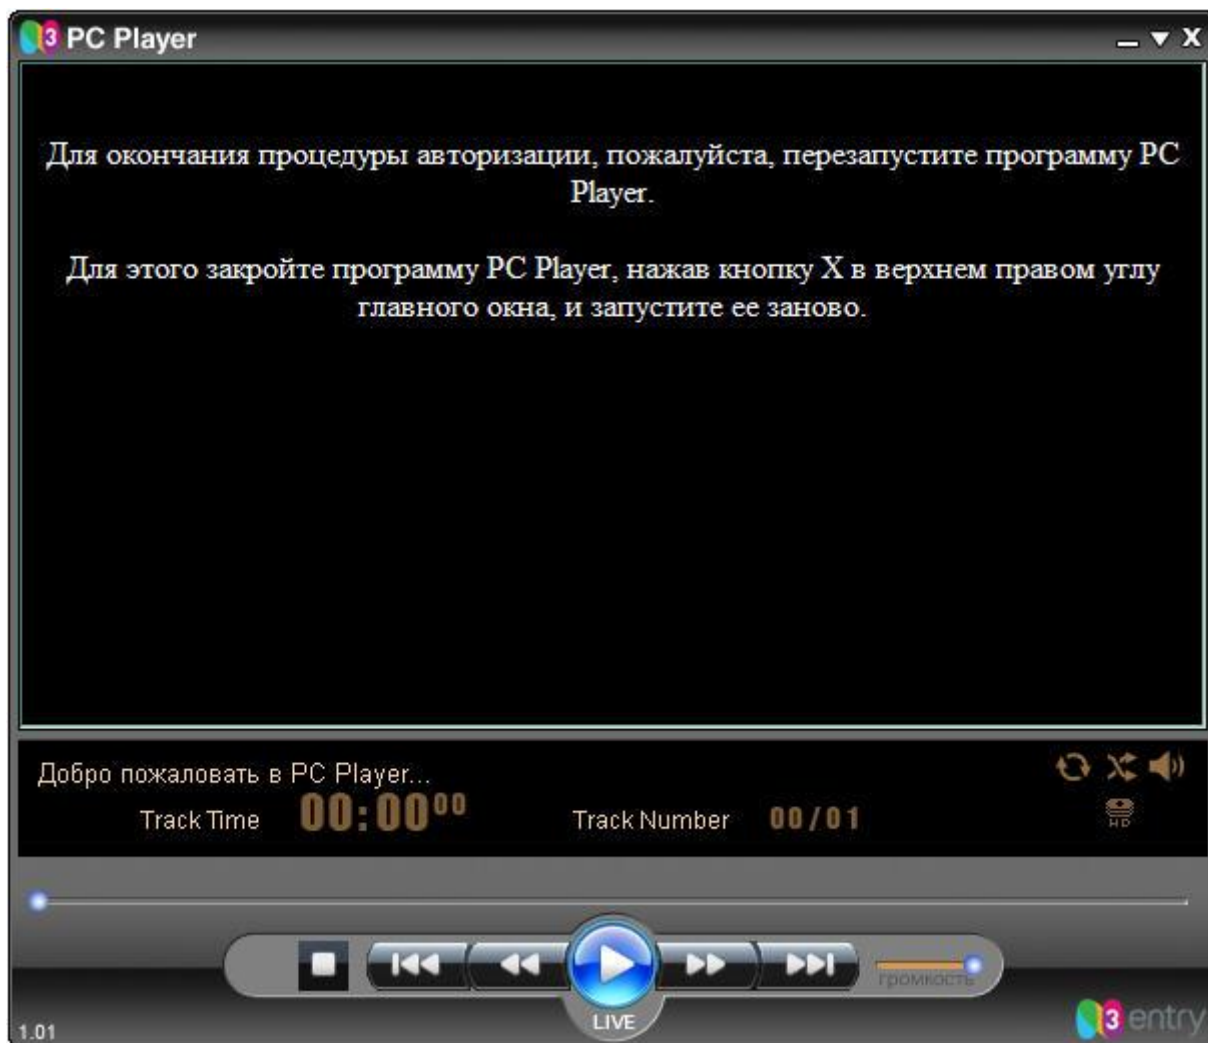 3 PC Player
X
Для окончания процедуры авторизации, пожалуйста, перезапустите программу PC
Player.
Для этого закройте программу PC Player, нажав кнопку X в верхнем правом углу
главного окна, и запустите ее заново.
Добро пожаловать в PC Player...
Track Time 00:00 00 Track Number 00/01
HD
громкость
LIVE
1.01
3 entry